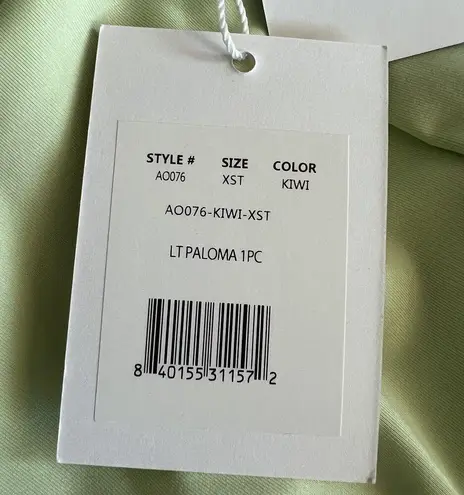 STYLE # SIZE COLOR
AO076 XST KIWI
AO076-KIWI-XST
LT PALOMA 1PC
8 40155 31157 2